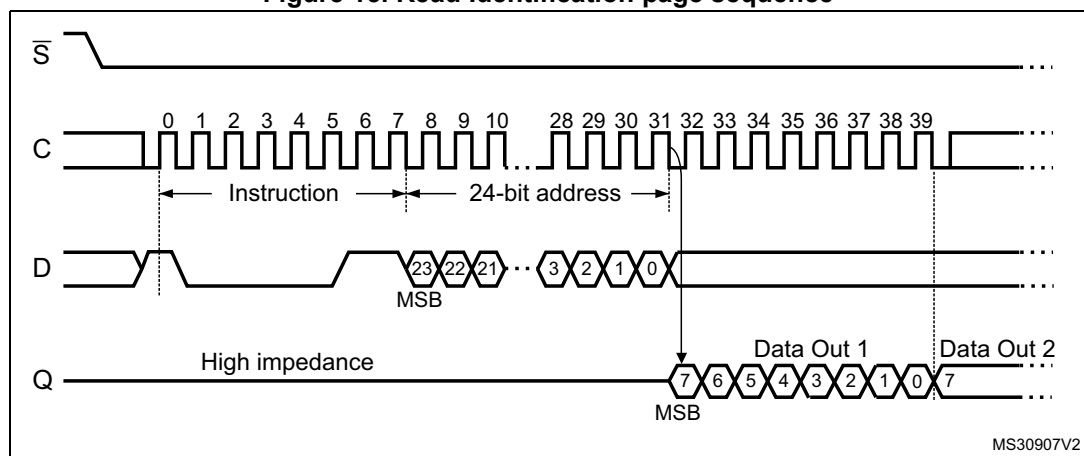 Figure 15. Read identification page sequence
S
0 1 2 3 4 5 6 7 8 9 10 28 29 30 31 32 33 34 35 36 37 38 39
C
Instruction 24-bit address
D 23 22 21 3 2 1 0
MSB
High impedance Data Out 1 Data Out 2
Q 7 6 5 4 3 2 1 0 7
MSB
MS30907V2